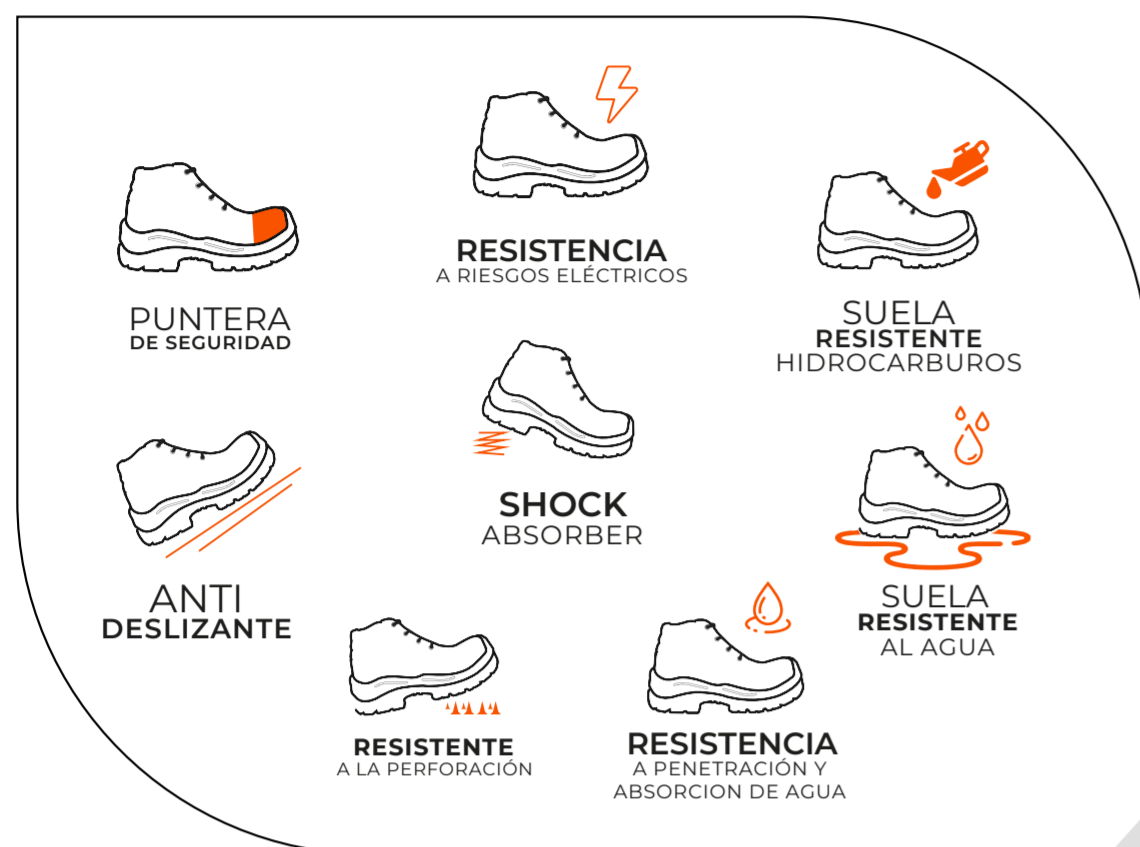 RESISTENCIA
A RIESGOS ELÉCTRICOS
PUNTERA
DE SEGURIDAD
SUELA
RESISTENTE
HIDROCARBUROS
SHOCK
ABSORBER
ANTI
DESLIZANTE
SUELA
RESISTENTE
AL AGUA
RESISTENTE
A LA PERFORACIÓN
RESISTENCIA
A PENETRACIÓN Y
ABSORCION DE AGUA